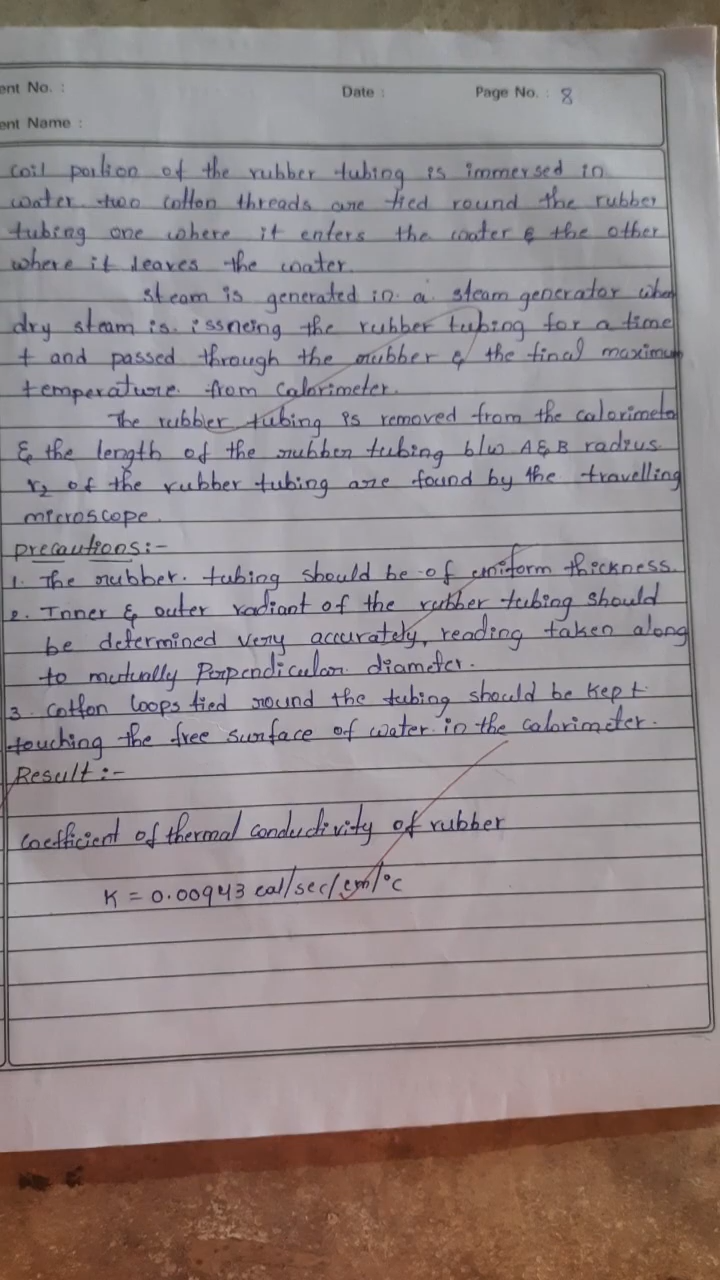 ent No. :
Date :
Page No. : 8
ent Name :
coil portion of the rubber tubing is immersed in
water two cotton threads are tied round the rubber
tubing one where it enters the water & the other
where it leaves the water.
steam is generated in a steam generator when
dry steam is issneing the rubber tubing for a time
t and passed through the rubber & the final maximum
temperature from calorimeter.
The rubber tubing is removed from the calorimeter
& the length of the rubber tubing b/w A&B radius
r₂ of the rubber tubing are found by the travelling
microscope.
precautions:-
1. The rubber. tubing should be of uniform thickness.
2. Inner & outer radiant of the rubber tubing should
be determined very accurately, reading taken along
to mutually Perpendicular diameter.
3. Cotton loops tied round the tubing should be kept
touching the free surface of water in the calorimeter.
Result :-
coefficient of thermal conductivity of rubber
K = 0.00943 cal/sec/cm/°c